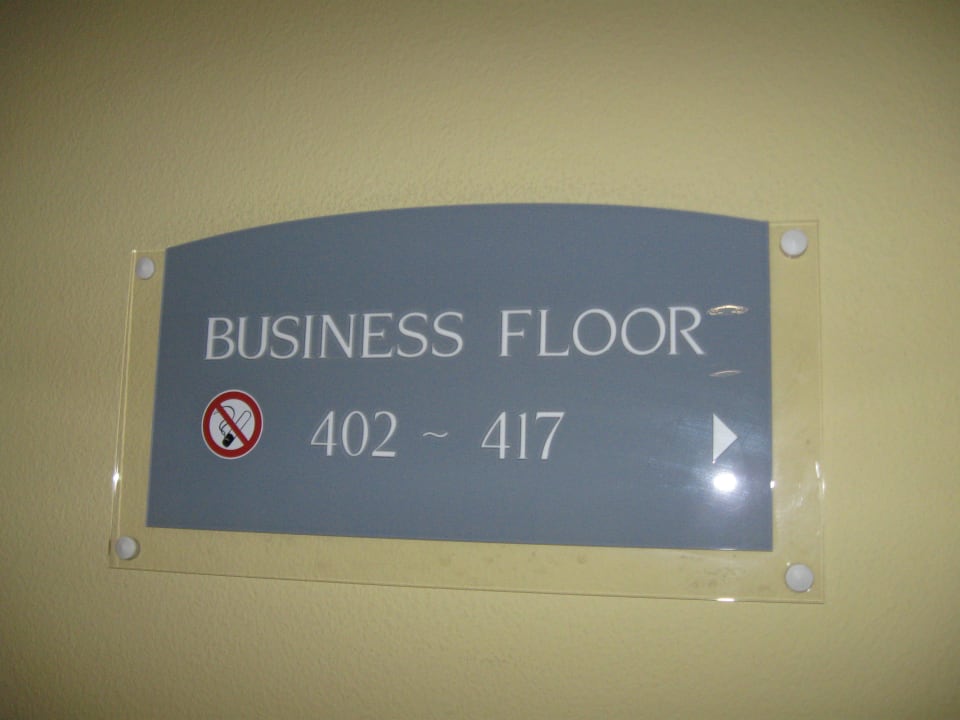 BUSINESS FLOOR
402 ~ 417